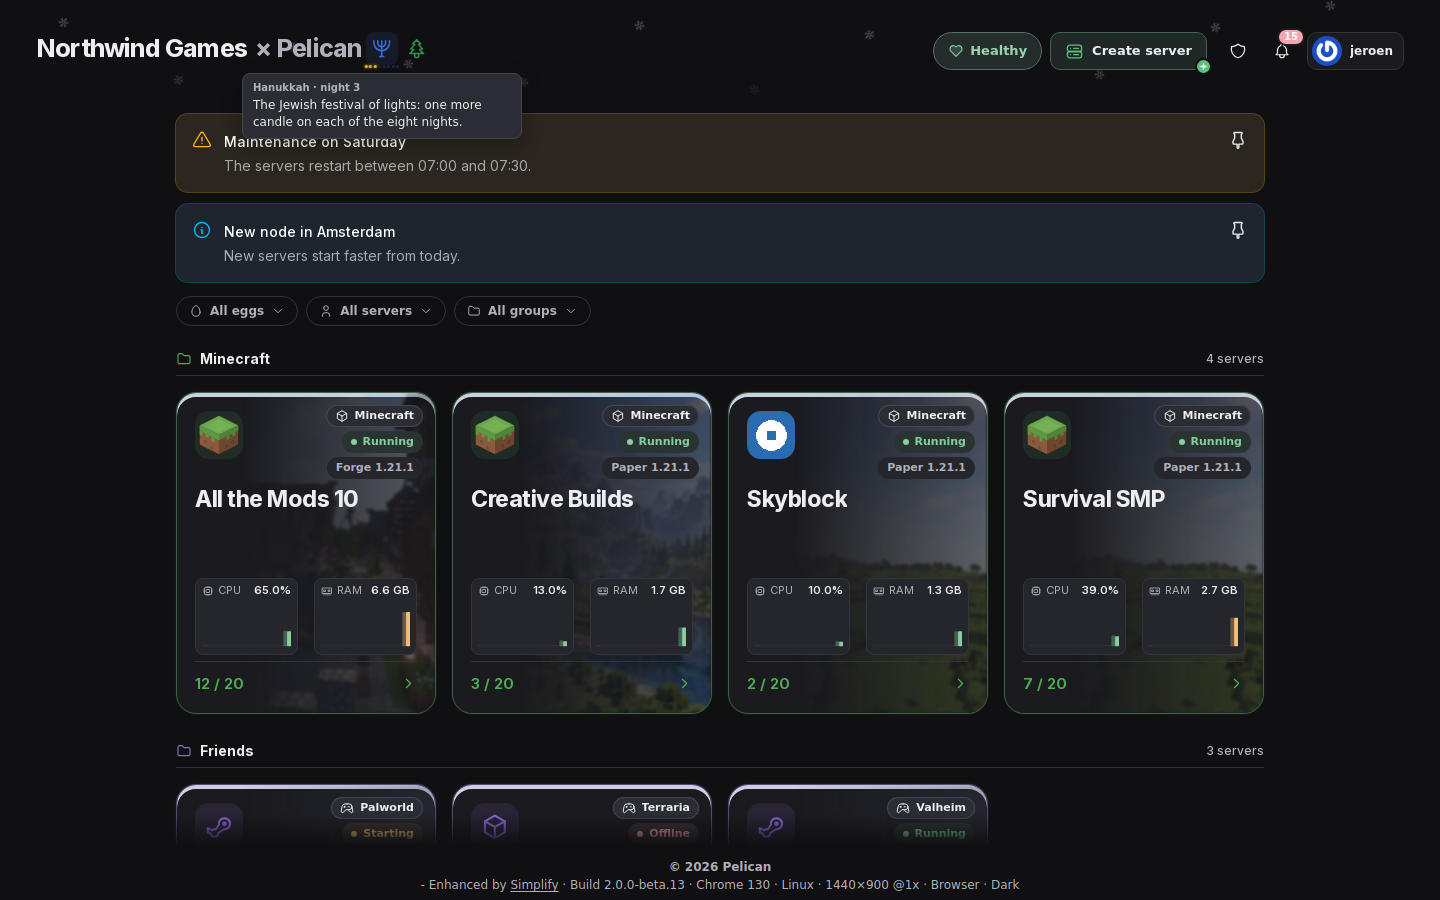 Northwind Games × Pelican
Healthy
Create server
15
jeroen
Hanukkah · night 3
The Jewish festival of lights: one more
candle on each of the eight nights.
Maintenance on Saturday
The servers restart between 07:00 and 07:30.
New node in Amsterdam
New servers start faster from today.
All eggs
All servers
All groups
Minecraft
4 servers
Minecraft
Running
Forge 1.21.1
All the Mods 10
CPU 65.0%
RAM 6.6 GB
12 / 20
Minecraft
Running
Paper 1.21.1
Creative Builds
CPU 13.0%
RAM 1.7 GB
3 / 20
Minecraft
Running
Paper 1.21.1
Skyblock
CPU 10.0%
RAM 1.3 GB
2 / 20
Minecraft
Running
Paper 1.21.1
Survival SMP
CPU 39.0%
RAM 2.7 GB
7 / 20
Friends
3 servers
Palworld
Starting
Terraria
Offline
Valheim
Running
© 2026 Pelican
- Enhanced by Simplify · Build 2.0.0-beta.13 · Chrome 130 · Linux · 1440×900 @1x · Browser · Dark